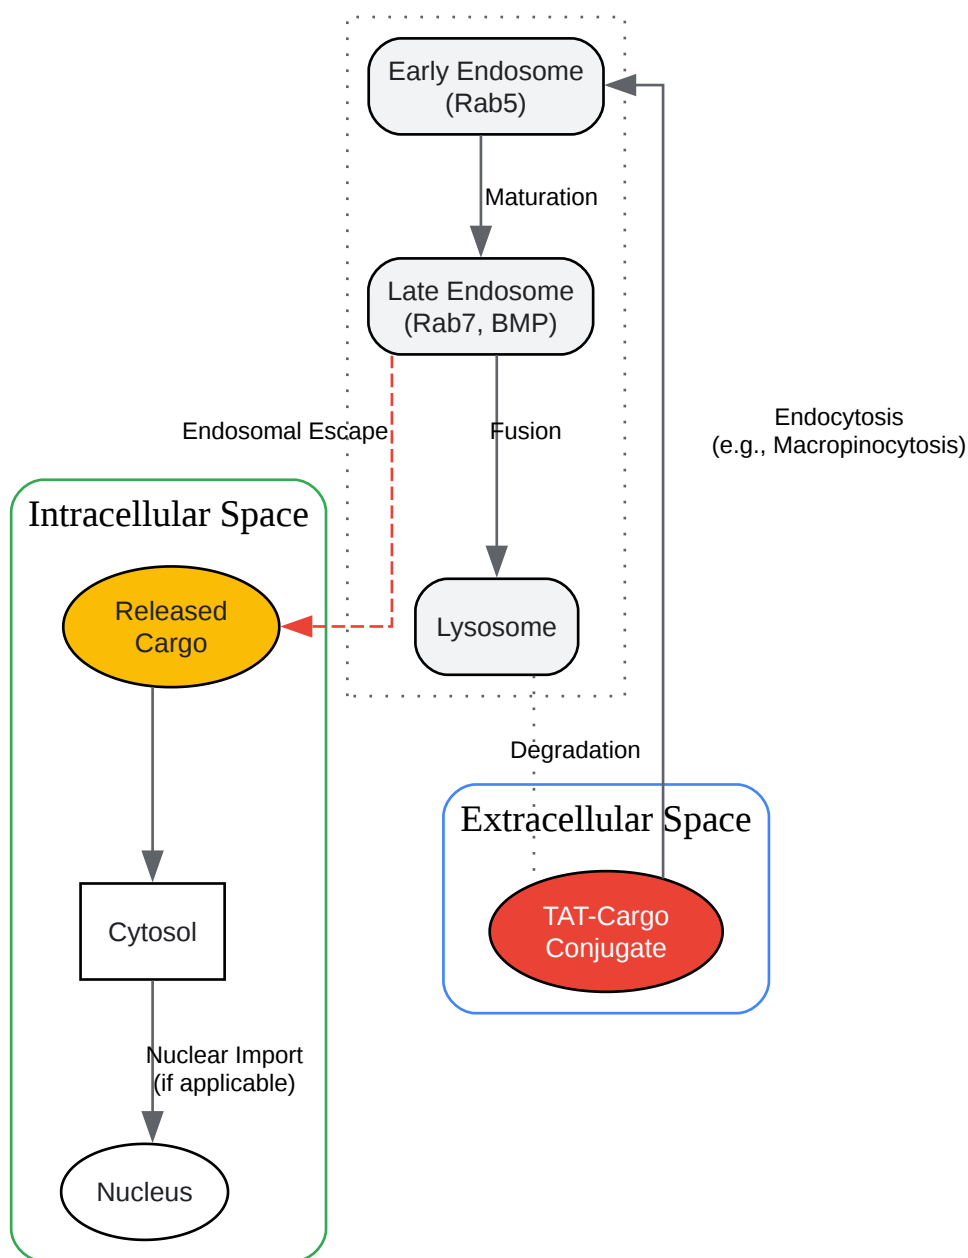 Early Endosome
(Rab5)
Maturation
Late Endosome
(Rab7, BMP)
Endosomal Escape
Fusion
Endocytosis
(e.g., Macropinocytosis)
Intracellular Space
Released
Cargo
Lysosome
Degradation
Extracellular Space
TAT-Cargo
Conjugate
Cytosol
Nuclear Import
(if applicable)
Nucleus